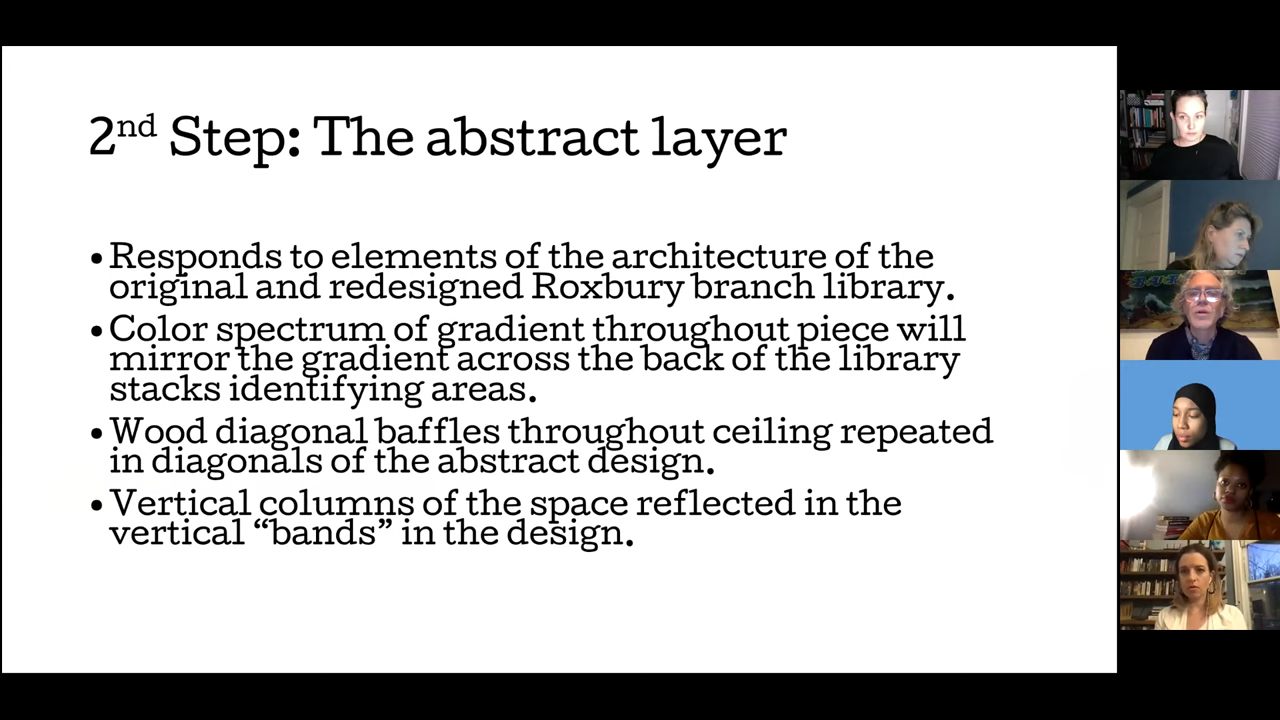 2nd Step: The abstract layer
• Responds to elements of the architecture of the
original and redesigned Roxbury branch library.
• Color spectrum of gradient throughout piece will
mirror the gradient across the back of the library
stacks identifying areas.
• Wood diagonal baffles throughout ceiling repeated
in diagonals of the abstract design.
• Vertical columns of the space reflected in the
vertical “bands” in the design.